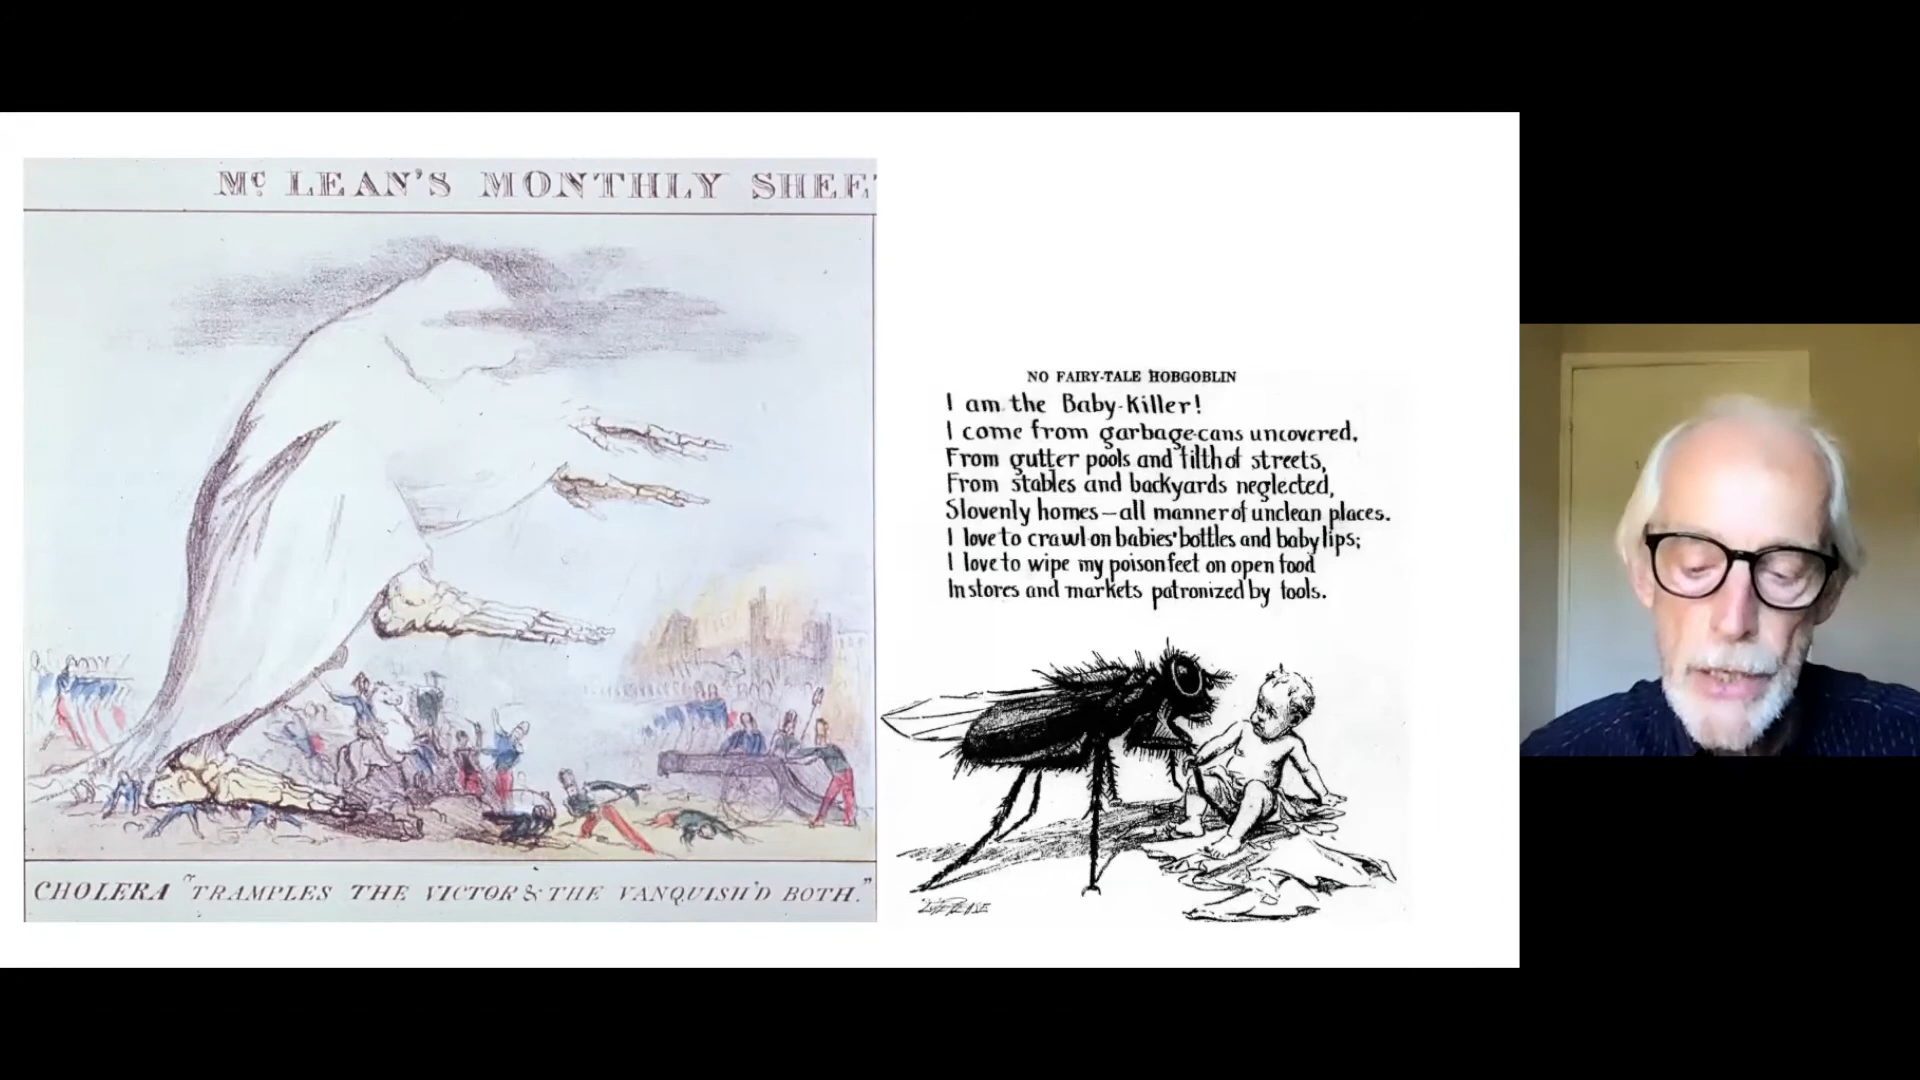 Mc LEAN'S MONTHLY SHEE
CHOLERA "TRAMPLES THE VICTOR & THE VANQUISH'D BOTH."
NO FAIRY-TALE HOBGOBLIN
I am the Baby-Killer!
I come from garbage-cans uncovered,
From gutter pools and filth of streets,
From stables and backyards neglected,
Slovenly homes—all manner of unclean places.
I love to crawl on babies' bottles and baby lips;
I love to wipe my poison feet on open food
In stores and markets patronized by fools.